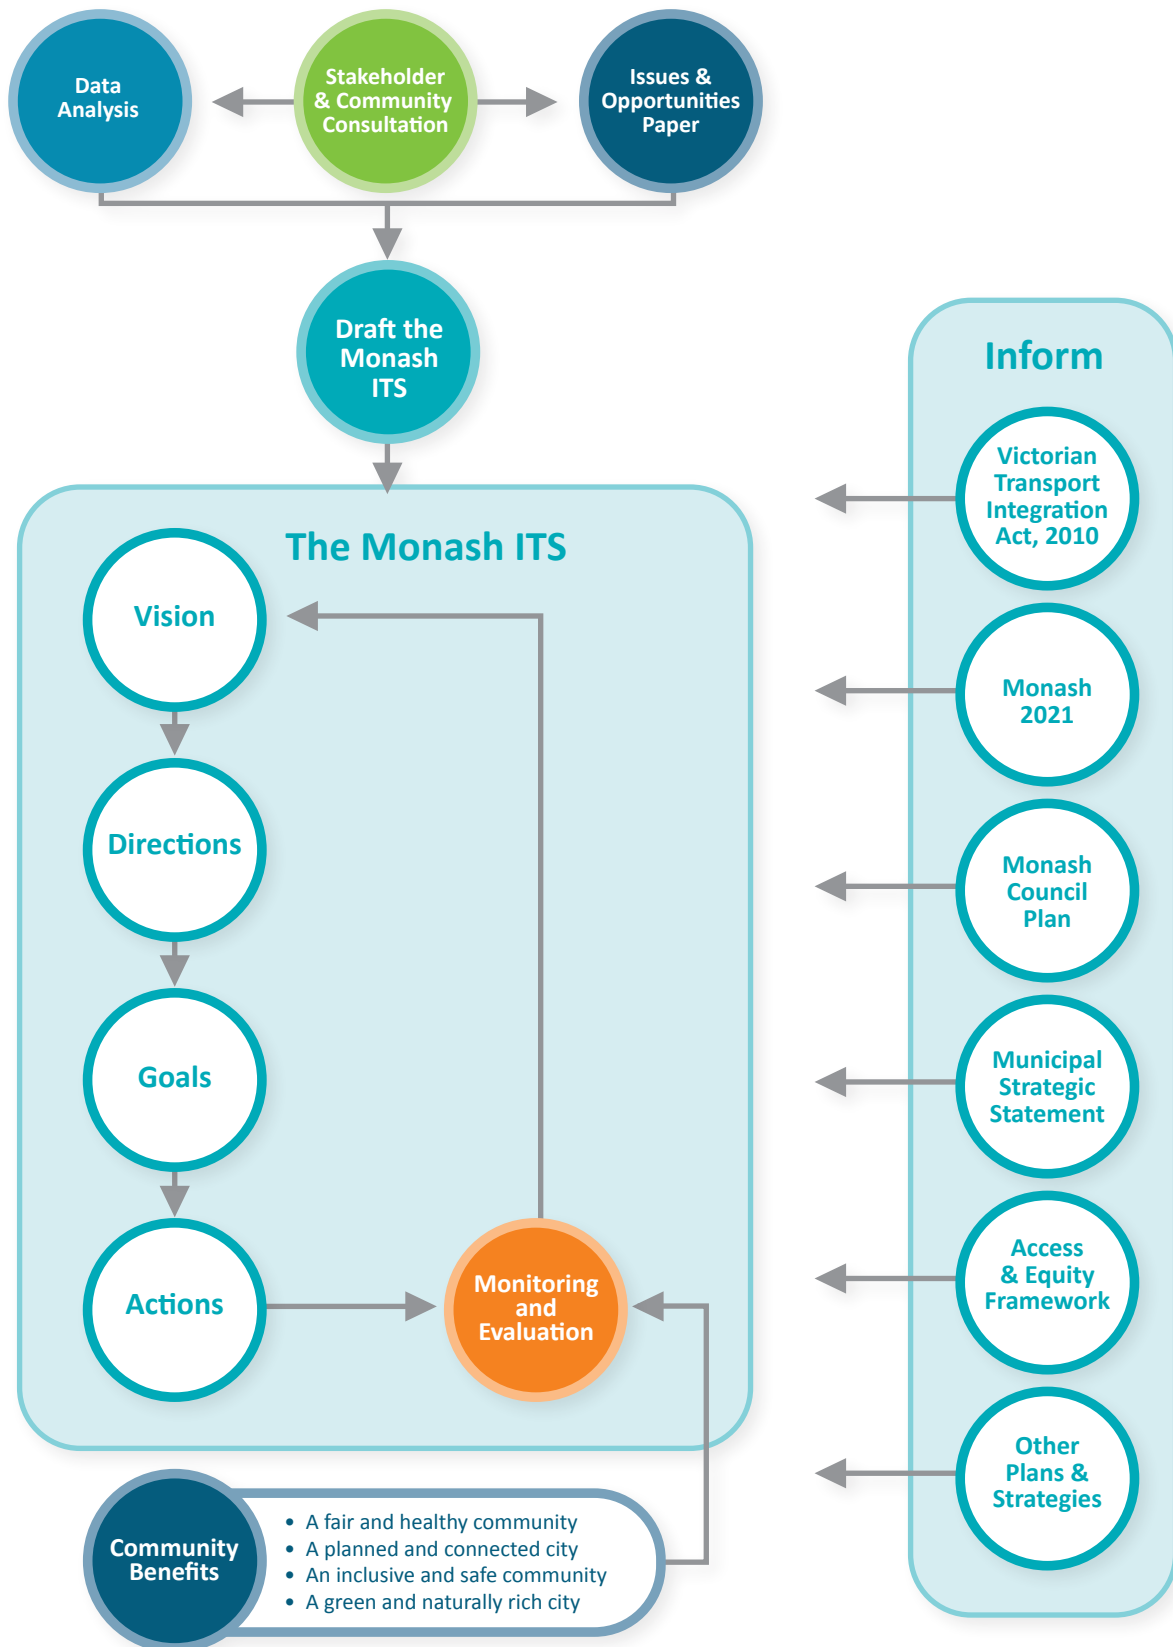 Data
Analysis
Stakeholder
& Community
Consultation
Issues &
Opportunities
Paper
Draft the
Monash
ITS
The Monash ITS
Vision
Directions
Goals
Actions
Monitoring
and
Evaluation
Community
Benefits
• A fair and healthy community
• A planned and connected city
• An inclusive and safe community
• A green and naturally rich city
Inform
Victorian
Transport
Integration
Act, 2010
Monash
2021
Monash
Council
Plan
Municipal
Strategic
Statement
Access
& Equity
Framework
Other
Plans &
Strategies